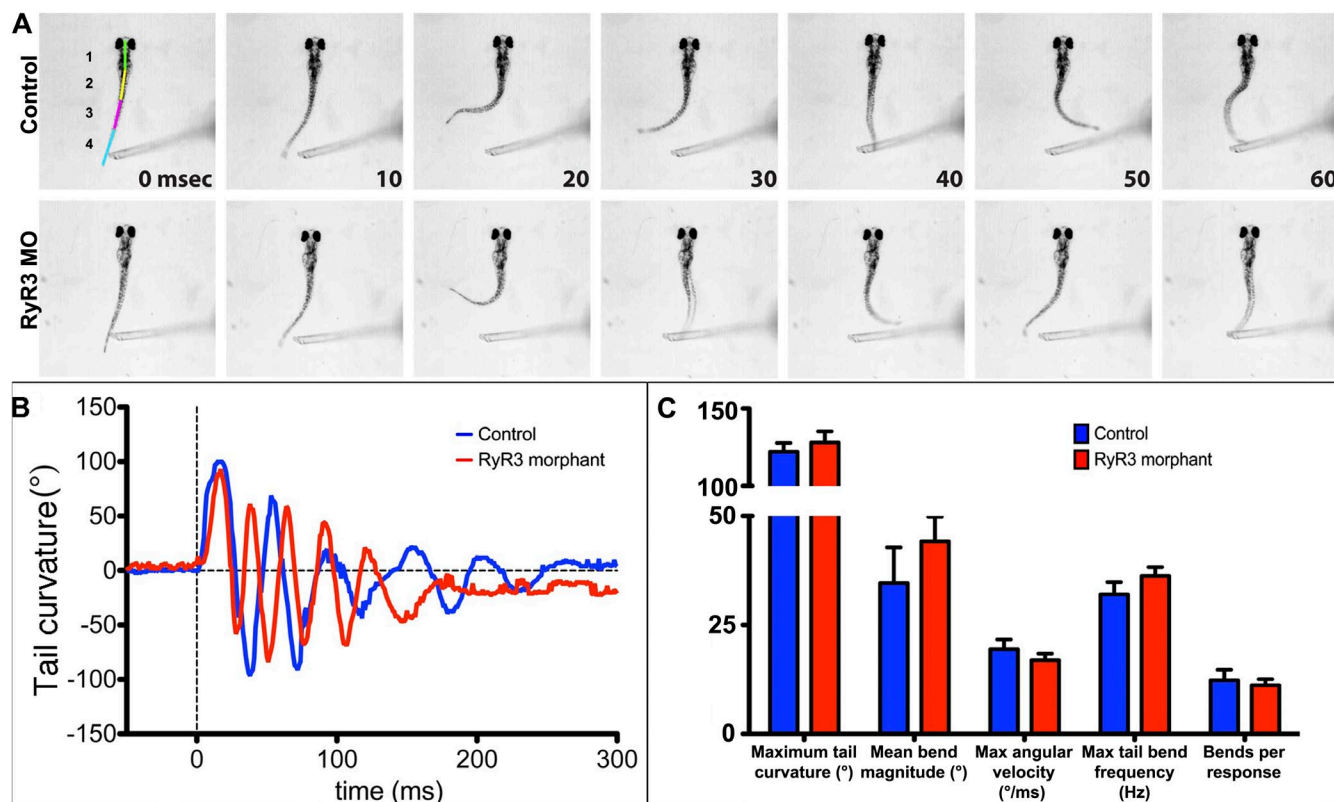 A
Control
1
2
3
4
0 msec
10
20
30
40
50
60
RyR3 MO
B
150
100
50
0
-50
-100
-150
Tail curvature(°)
0
100
200
300
time (ms)
Control
RyR3 morphant
C
150
100
50
25
0
Control
RyR3 morphant
Maximum tail
curvature (°)
Mean bend
magnitude (°)
Max angular
velocity
(°/ms)
Max tail bend
frequency
(Hz)
Bends per
response